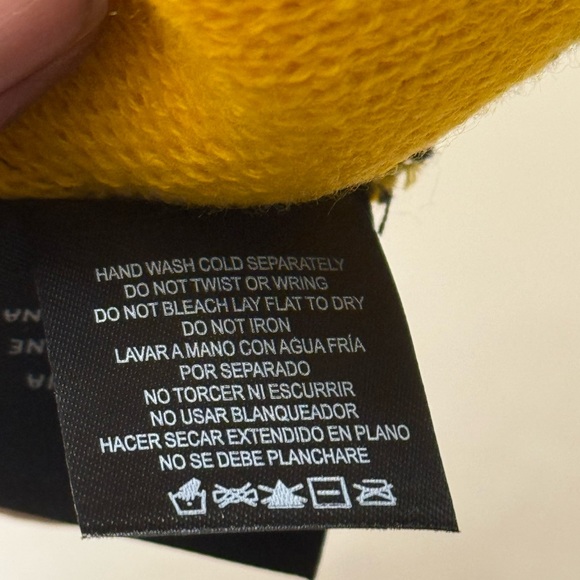 HAND WASH COLD SEPARATELY
DO NOT TWIST OR WRING
DO NOT BLEACH LAY FLAT TO DRY
DO NOT IRON
LAVAR A MANO CON AGUA FRÍA
POR SEPARADO
NO TORCER NI ESCURRIR
NO USAR BLANQUEADOR
HACER SECAR EXTENDIDO EN PLANO
NO SE DEBE PLANCHARE